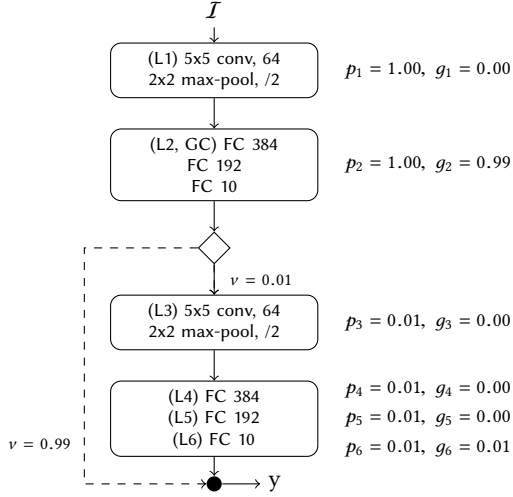 I
(L1) 5x5 conv, 64
2x2 max-pool, /2
p₁ = 1.00, g₁ = 0.00
(L2, GC) FC 384
FC 192
FC 10
p₂ = 1.00, g₂ = 0.99
v = 0.01
(L3) 5x5 conv, 64
2x2 max-pool, /2
p₃ = 0.01, g₃ = 0.00
(L4) FC 384
(L5) FC 192
(L6) FC 10
p₄ = 0.01, g₄ = 0.00
p₅ = 0.01, g₅ = 0.00
p₆ = 0.01, g₆ = 0.01
v = 0.99
y